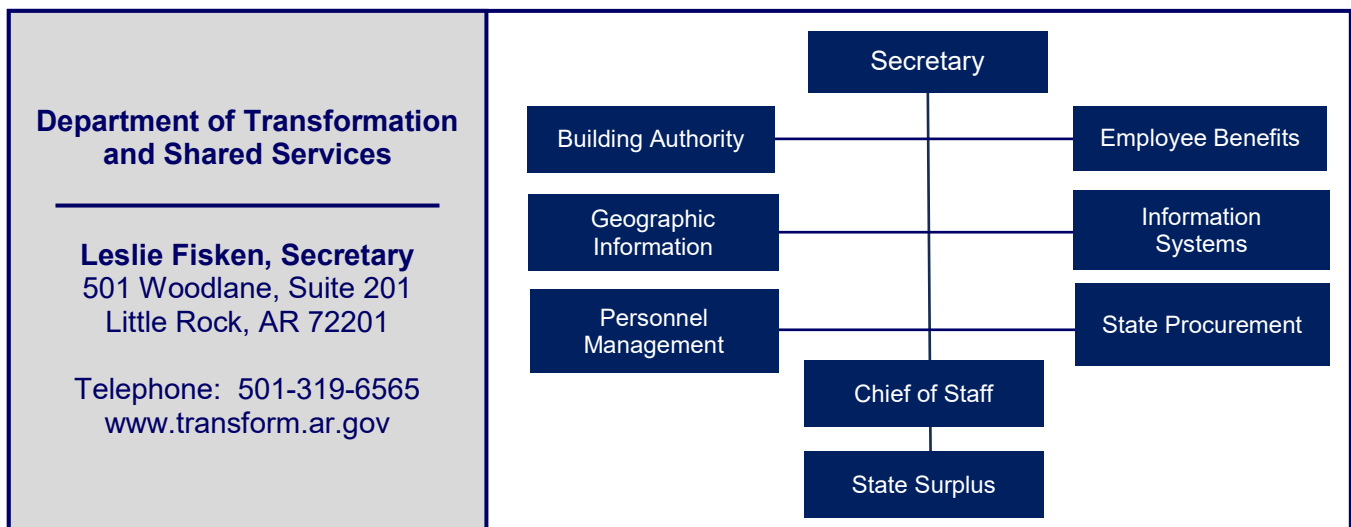 Department of Transformation
and Shared Services
Leslie Fisken, Secretary
501 Woodlane, Suite 201
Little Rock, AR 72201
Telephone: 501-319-6565
www.transform.ar.gov
Secretary
Building Authority
Employee Benefits
Geographic
Information
Information
Systems
Personnel
Management
State Procurement
Chief of Staff
State Surplus